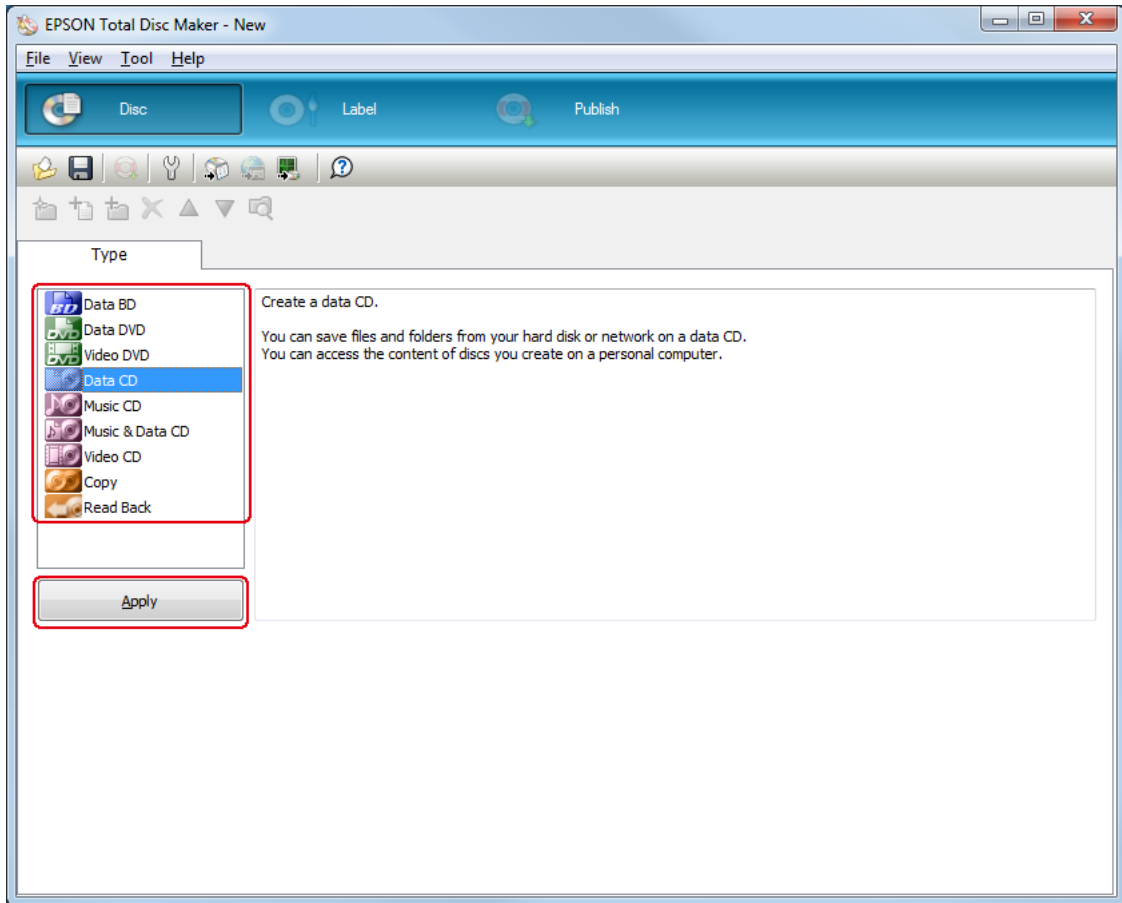 EPSON Total Disc Maker - New
File View Tool Help
Disc Label Publish
Type
BD Data BD
DVD Data DVD
DVD Video DVD
Data CD
Music CD
Music & Data CD
Video CD
Copy
Read Back
Apply
Create a data CD.
You can save files and folders from your hard disk or network on a data CD.
You can access the content of discs you create on a personal computer.